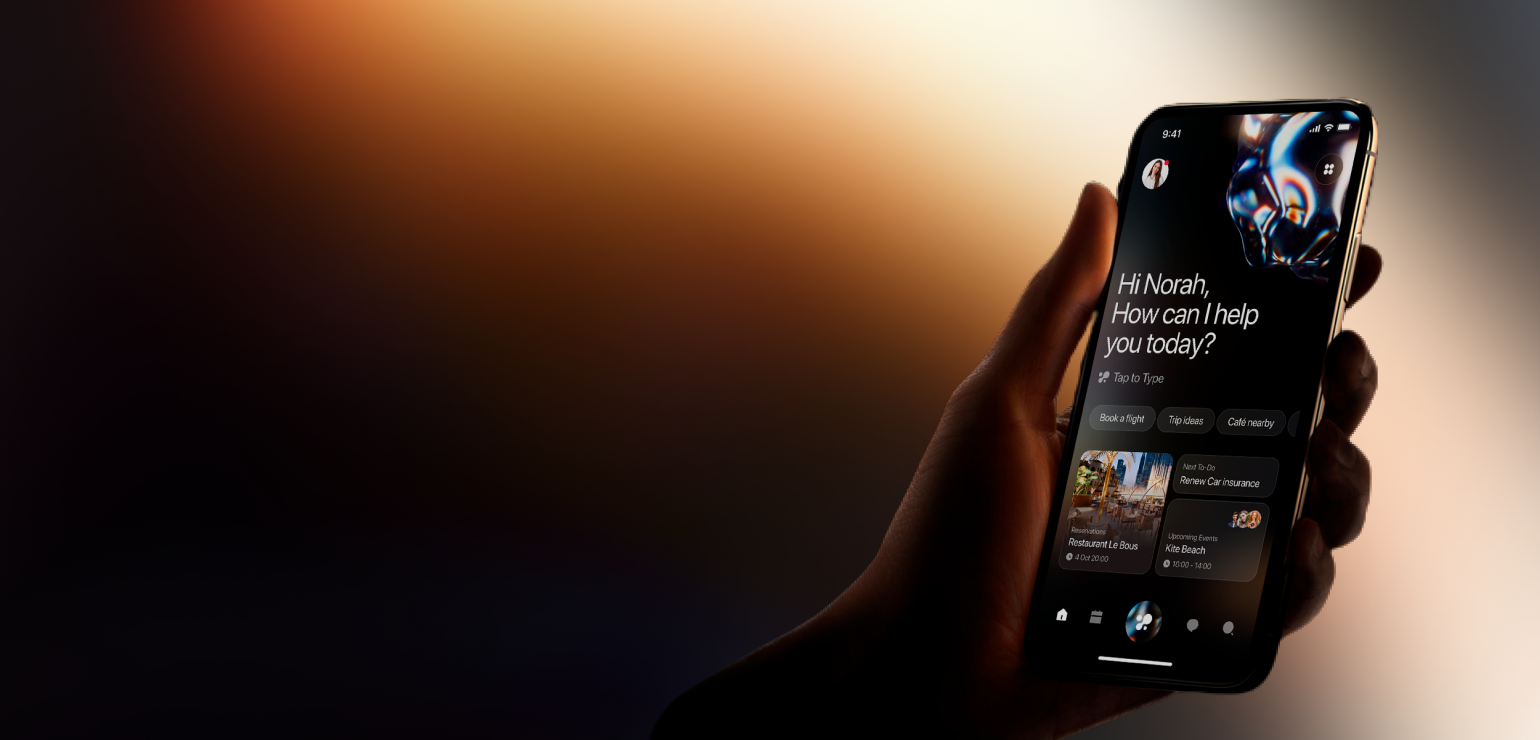 9:41
Hi Norah,
How can I help
you today?
Tap to Type
Book a flight
Trip ideas
Café nearby
Next To-Do
Renew Car insurance
Reservations
Restaurant Le Bous
4 Oct 20:00
Upcoming Events
Kite Beach
10:00 - 14:00